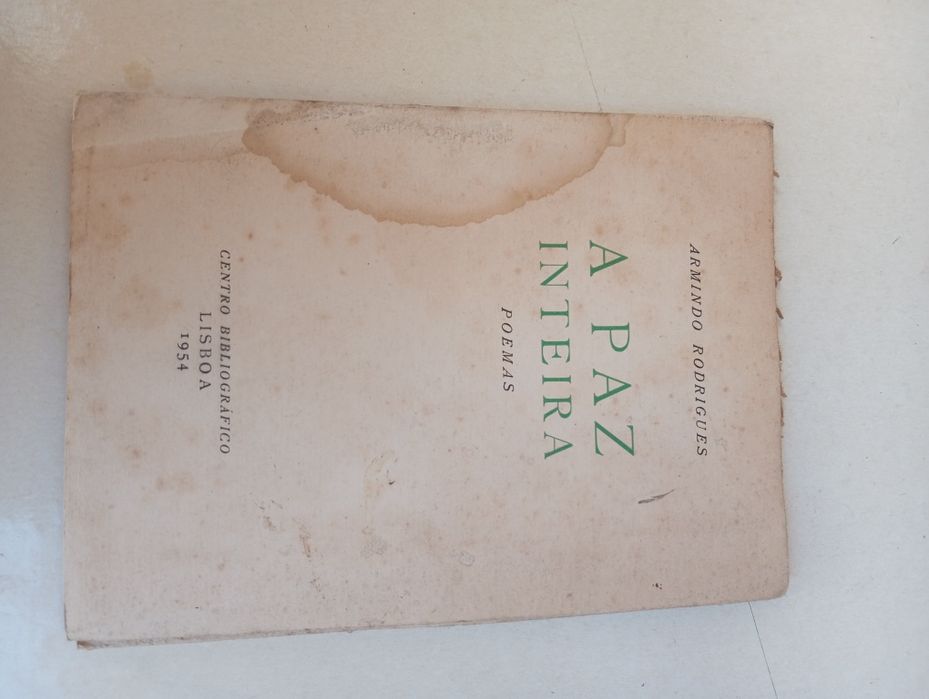 ARMINDO RODRIGUES
A PAZ
INTEIRA
POEMAS
CENTRO BIBLIOGRÁFICO
LISBOA
1954